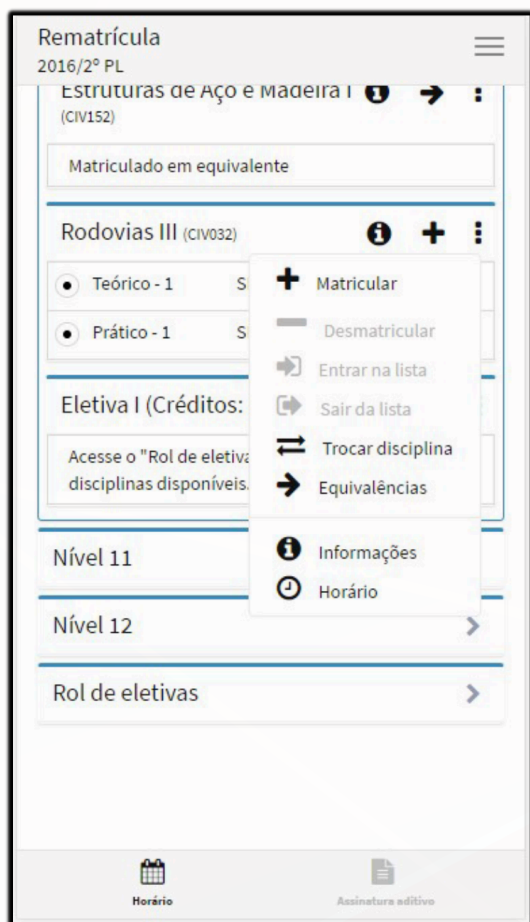 Rematrícula
2016/2º PL
Estruturas de Aço e Madeira I
(CIV152)
Matriculado em equivalente
Rodovias III (CIV032)
Teórico - 1 S
Prático - 1 S
Matricular
Desmatricular
Entrar na lista
Sair da lista
Trocar disciplina
Equivalências
Informações
Horário
Eletiva I (Créditos:
Acesse o "Rol de eletiva
disciplinas disponíveis.
Nível 11
Nível 12
Rol de eletivas
Horário
Assinatura aditivo